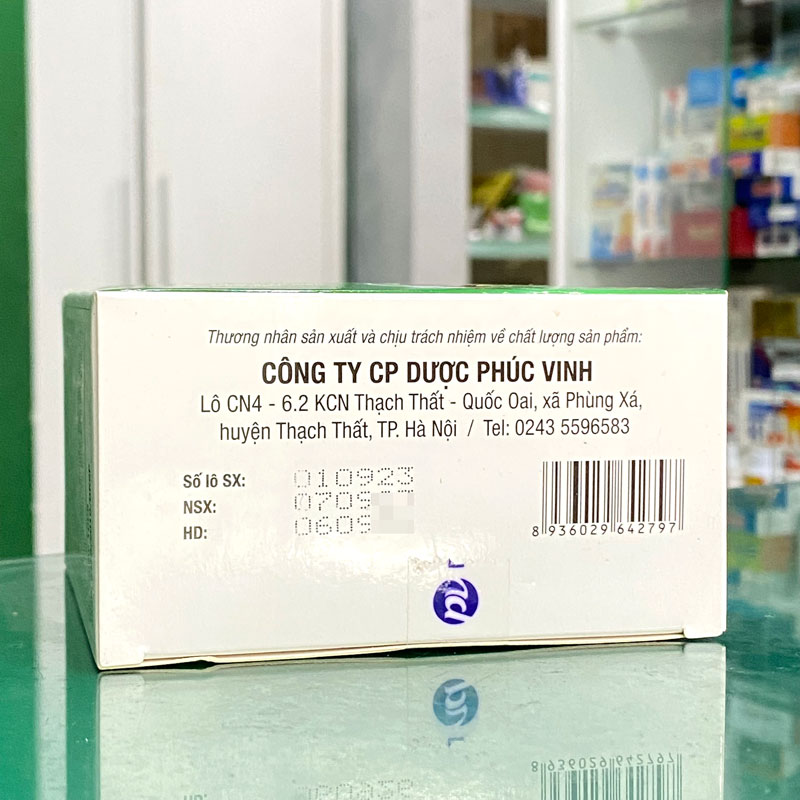 Thương nhân sản xuất và chịu trách nhiệm về chất lượng sản phẩm:
CÔNG TY CP DƯỢC PHÚC VINH
Lô CN4 - 6.2 KCN Thạch Thất - Quốc Oai, xã Phùng Xá,
huyện Thạch Thất, TP. Hà Nội / Tel: 0243 5596583
Số lô SX: 010923
NSX:
HD:
8 936029 642797